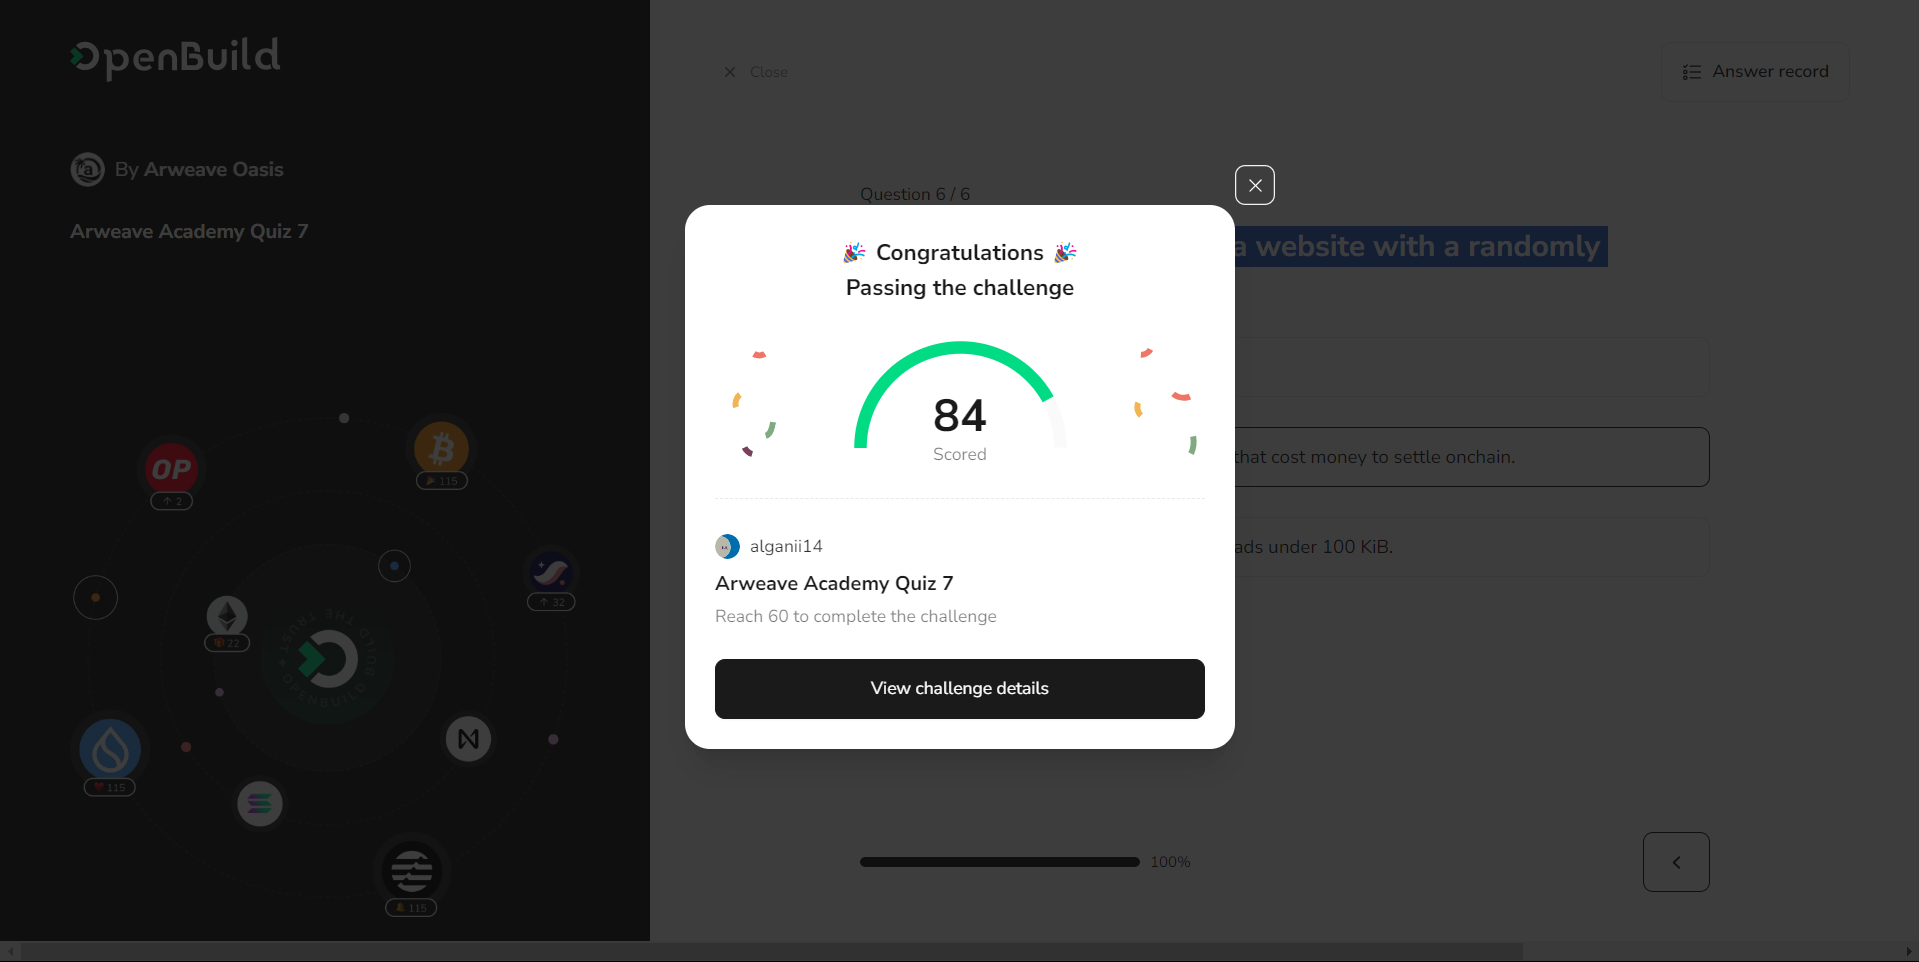 OpenBuild
By Arweave Oasis
Arweave Academy Quiz 7
OP
↑ 2
115
32
22
BUILD THE TRUST
OPENBUILD
115
115
× Close
Answer record
Question 6 / 6
a website with a randomly
that cost money to settle onchain.
ads under 100 KiB.
🎉 Congratulations 🎉
Passing the challenge
84
Scored
alganii14
Arweave Academy Quiz 7
Reach 60 to complete the challenge
View challenge details
100%